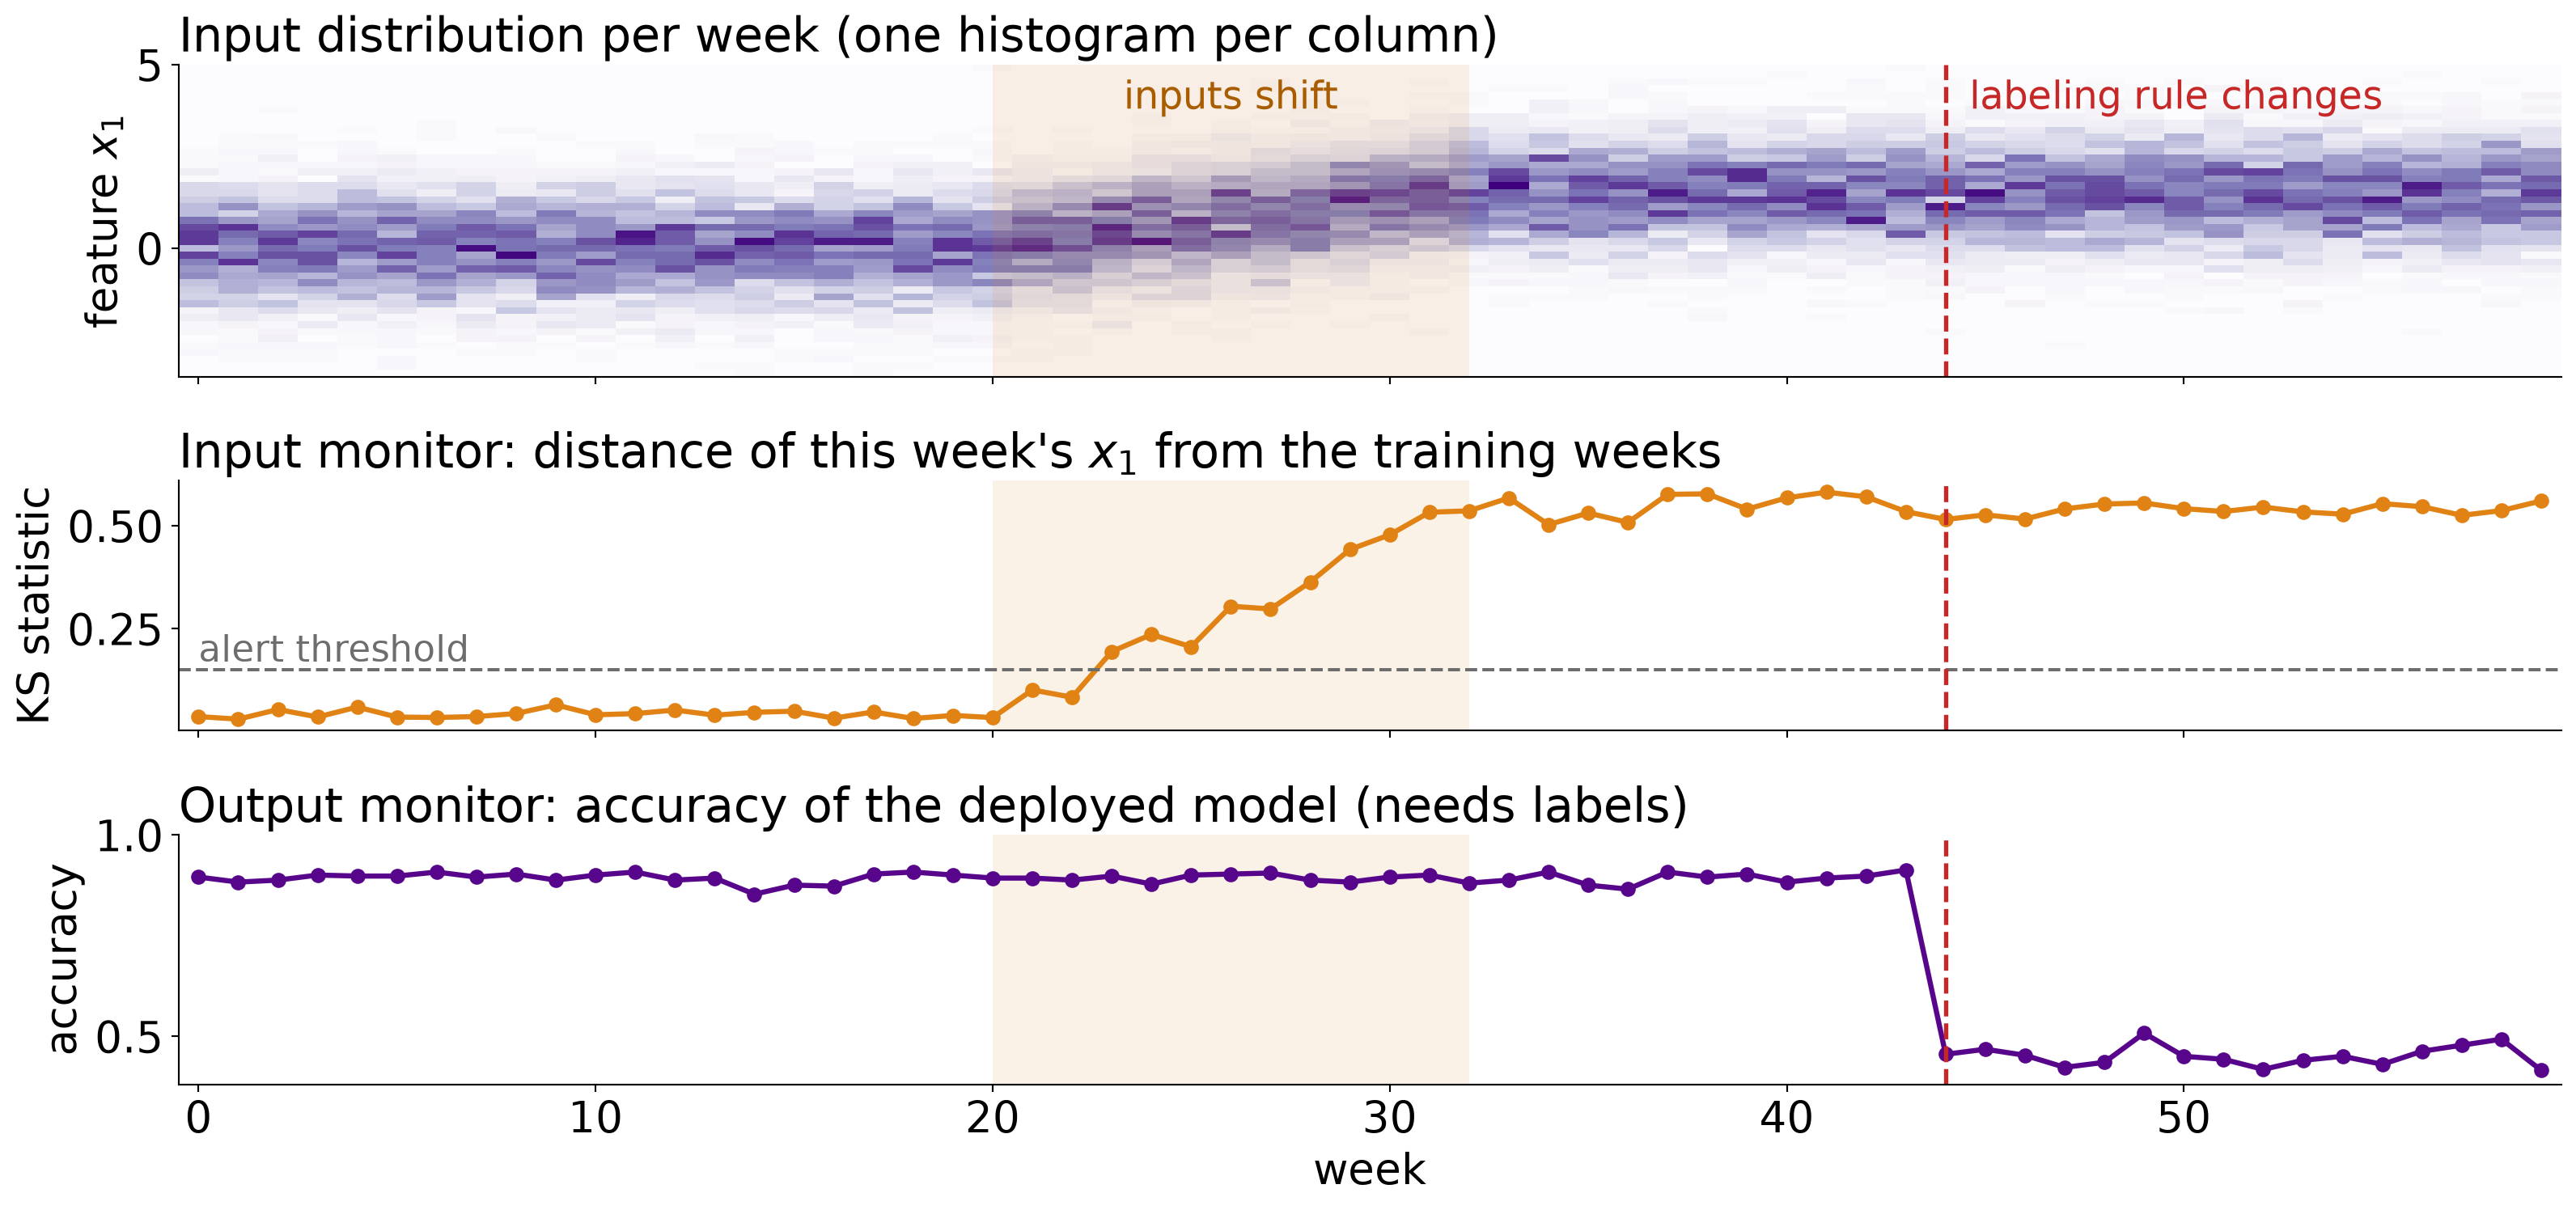 Input distribution per week (one histogram per column)
5
0
feature x₁
inputs shift
labeling rule changes
Input monitor: distance of this week's x₁ from the training weeks
0.50
0.25
KS statistic
alert threshold
Output monitor: accuracy of the deployed model (needs labels)
1.0
0.5
accuracy
0 10 20 30 40 50
week